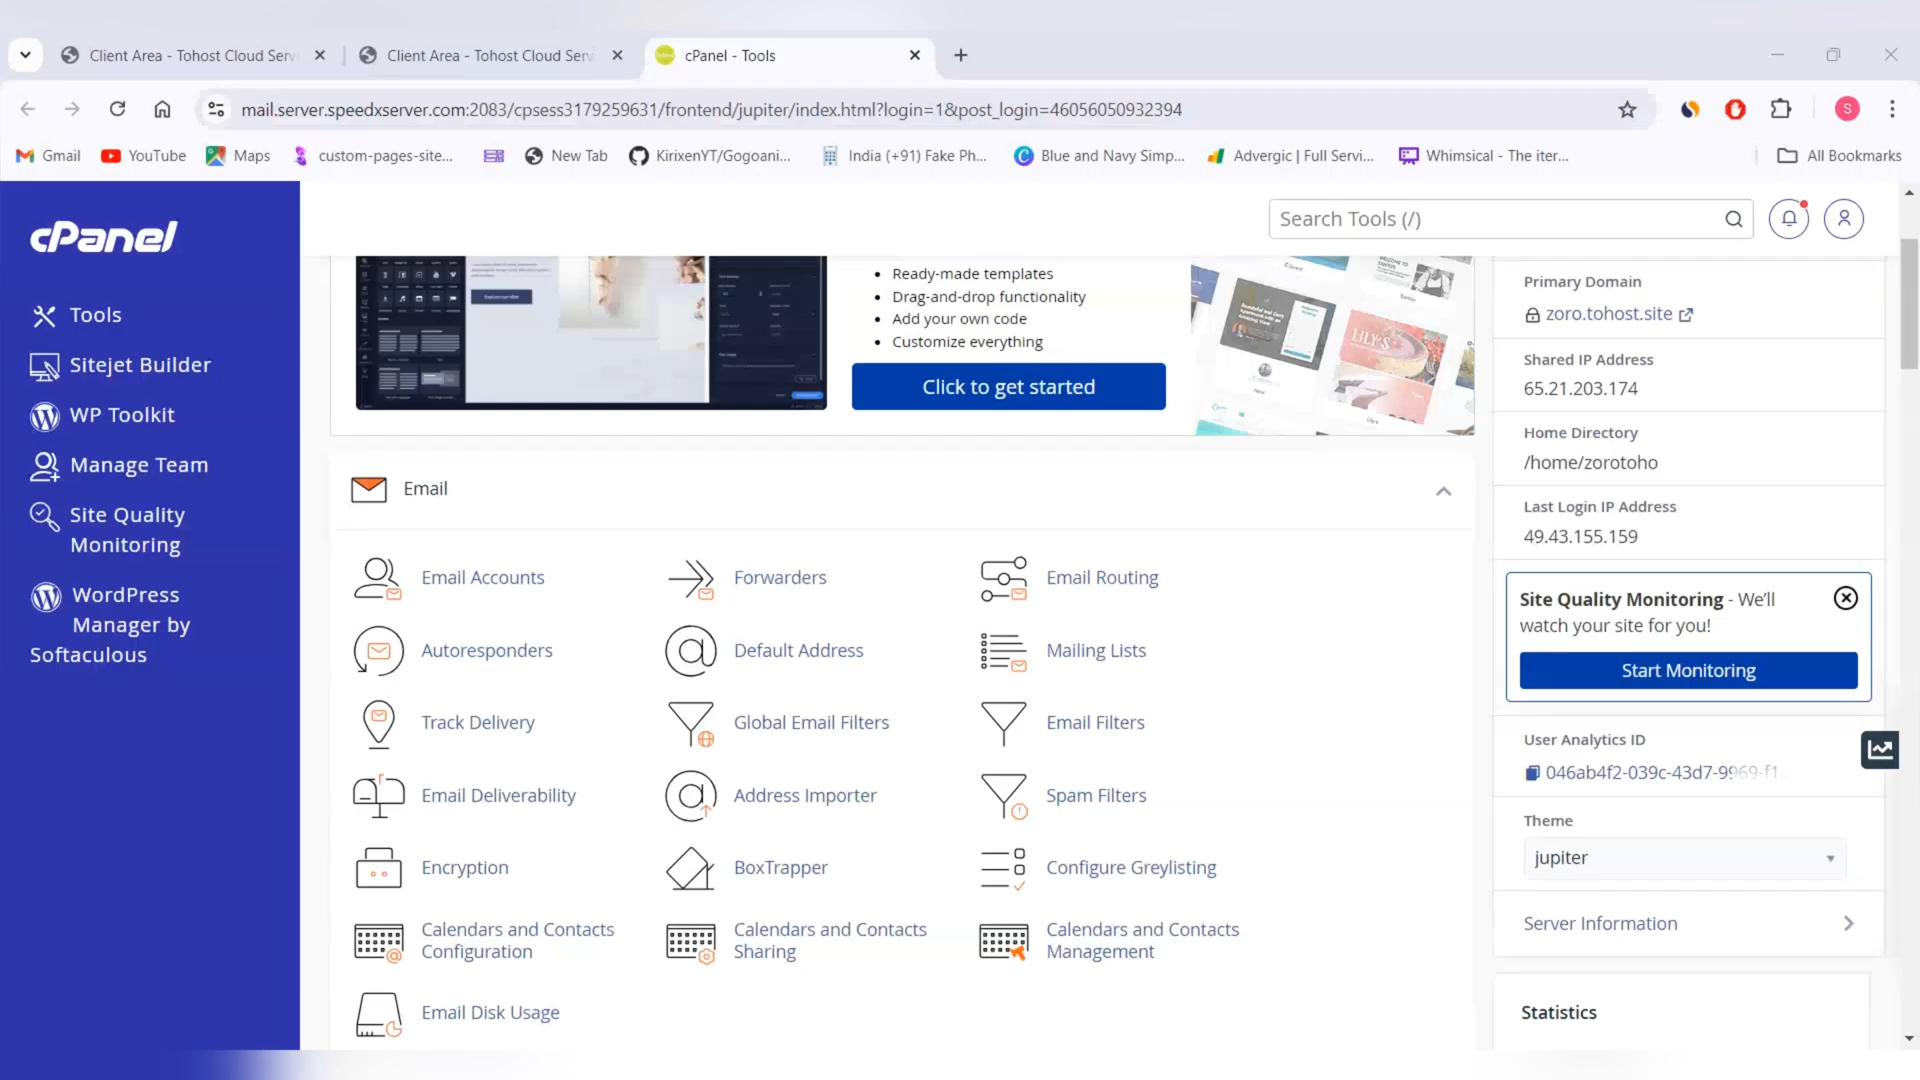 Client Area - Tohost Cloud Serv
Client Area - Tohost Cloud Serv
cPanel - Tools
mail.server.speedxserver.com:2083/cpsess3179259631/frontend/jupiter/index.html?login=1&post_login=46056050932394
S
Gmail
YouTube
Maps
custom-pages-site...
New Tab
KirixenYT/Gogoani...
India (+91) Fake Ph...
Blue and Navy Simp...
Advergic | Full Servi...
Whimsical - The iter...
All Bookmarks
cPanel
Tools
Sitejet Builder
WP Toolkit
Manage Team
Site Quality
Monitoring
WordPress
Manager by
Softaculous
Search Tools (/)
Ready-made templates
Drag-and-drop functionality
Add your own code
Customize everything
Click to get started
LILY'S
Email
Email Accounts
Forwarders
Email Routing
Autoresponders
Default Address
Mailing Lists
Track Delivery
Global Email Filters
Email Filters
Email Deliverability
Address Importer
Spam Filters
Encryption
BoxTrapper
Configure Greylisting
Calendars and Contacts
Configuration
Calendars and Contacts
Sharing
Calendars and Contacts
Management
Email Disk Usage
Primary Domain
zoro.tohost.site
Shared IP Address
65.21.203.174
Home Directory
/home/zorotoho
Last Login IP Address
49.43.155.159
Site Quality Monitoring - We'll
watch your site for you!
Start Monitoring
User Analytics ID
046ab4f2-039c-43d7-9969-f1
Theme
jupiter
Server Information
Statistics